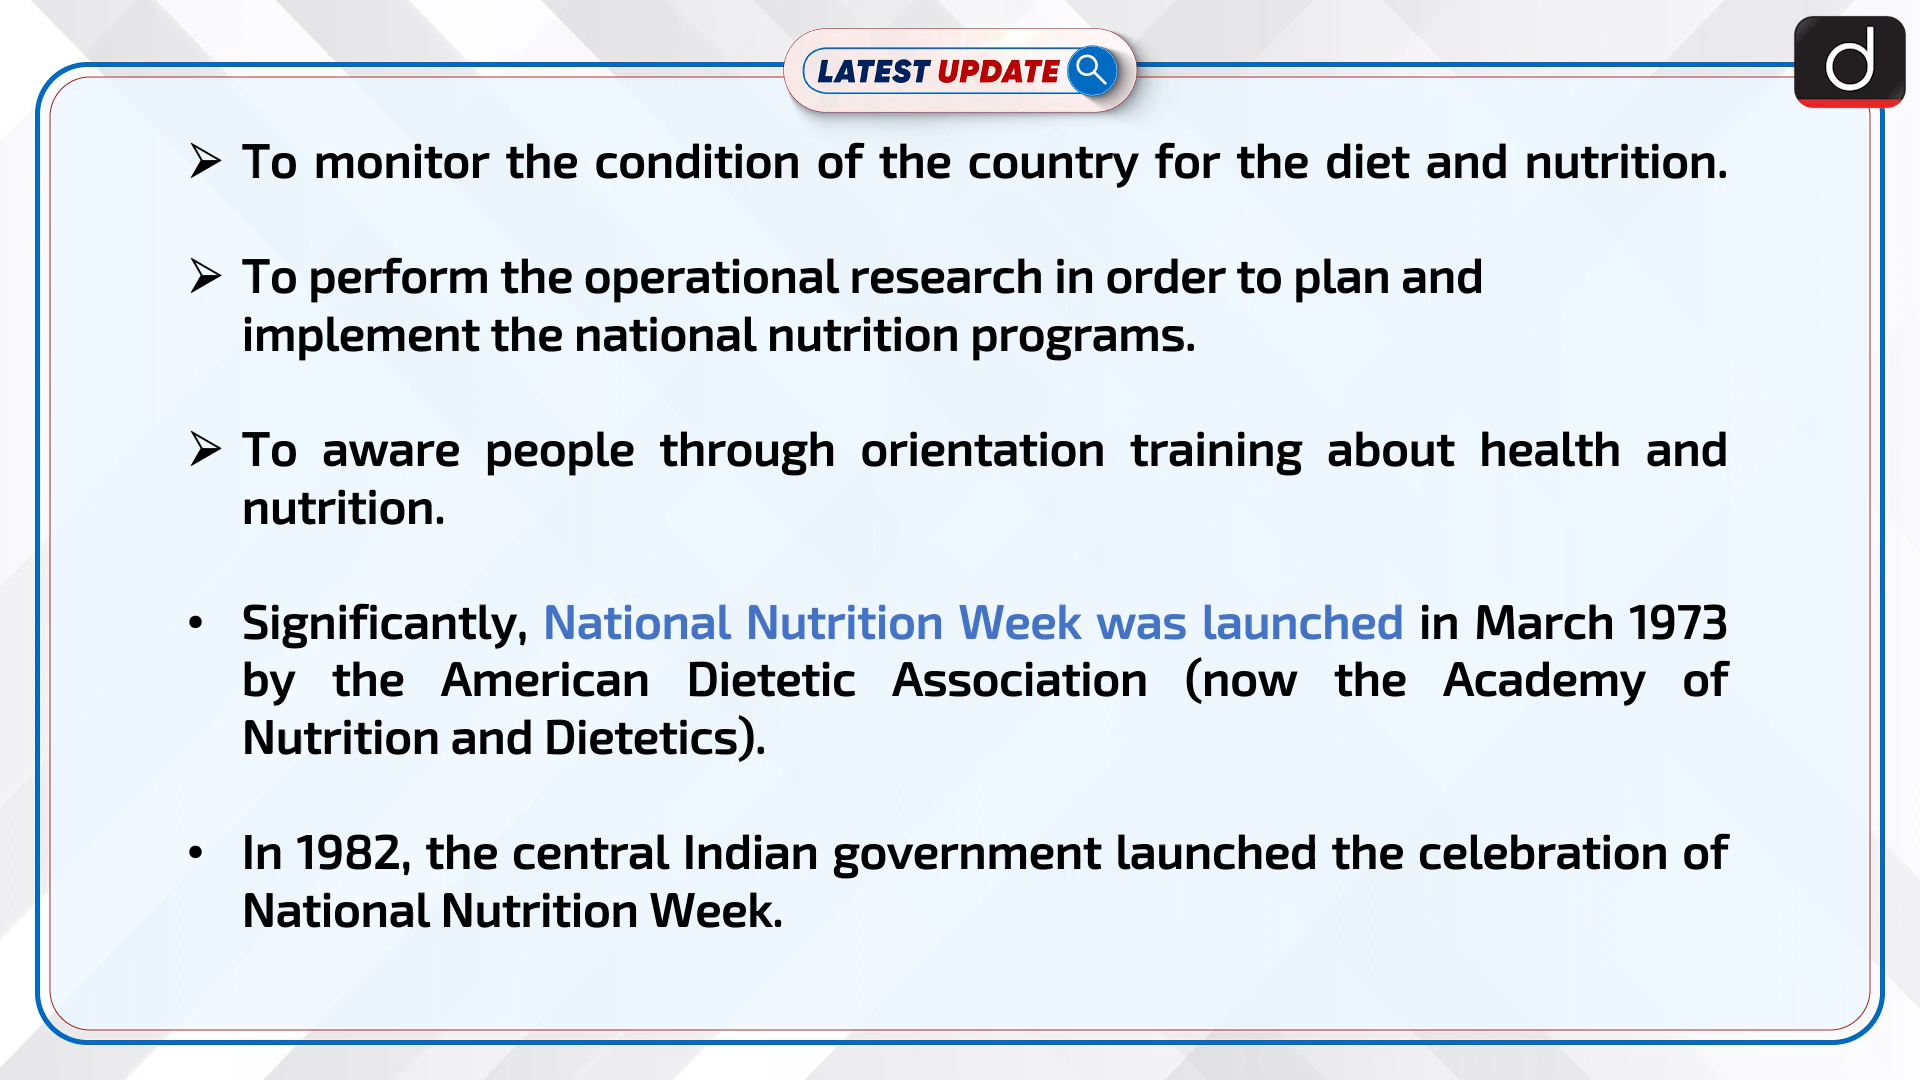 LATEST UPDATE
d
➢ To monitor the condition of the country for the diet and nutrition.
➢ To perform the operational research in order to plan and
implement the national nutrition programs.
➢ To aware people through orientation training about health and
nutrition.
• Significantly, National Nutrition Week was launched in March 1973
by the American Dietetic Association (now the Academy of
Nutrition and Dietetics).
• In 1982, the central Indian government launched the celebration of
National Nutrition Week.